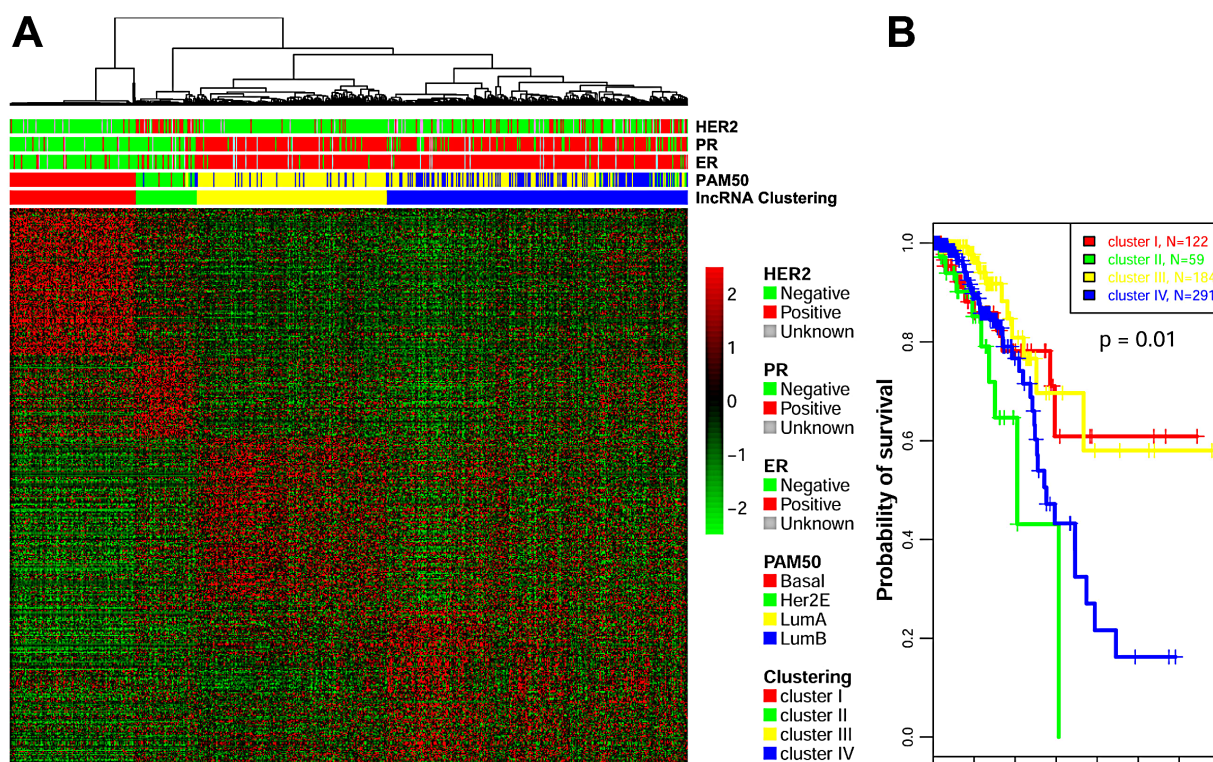 A
HER2
PR
ER
PAM50
lncRNA Clustering
2
1
0
−1
−2
HER2
Negative
Positive
Unknown
PR
Negative
Positive
Unknown
ER
Negative
Positive
Unknown
PAM50
Basal
Her2E
LumA
LumB
Clustering
cluster I
cluster II
cluster III
cluster IV
B
Probability of survival
1.0
0.8
0.6
0.4
0.2
0.0
cluster I, N=122
cluster II, N=59
cluster III, N=184
cluster IV, N=291
p = 0.01